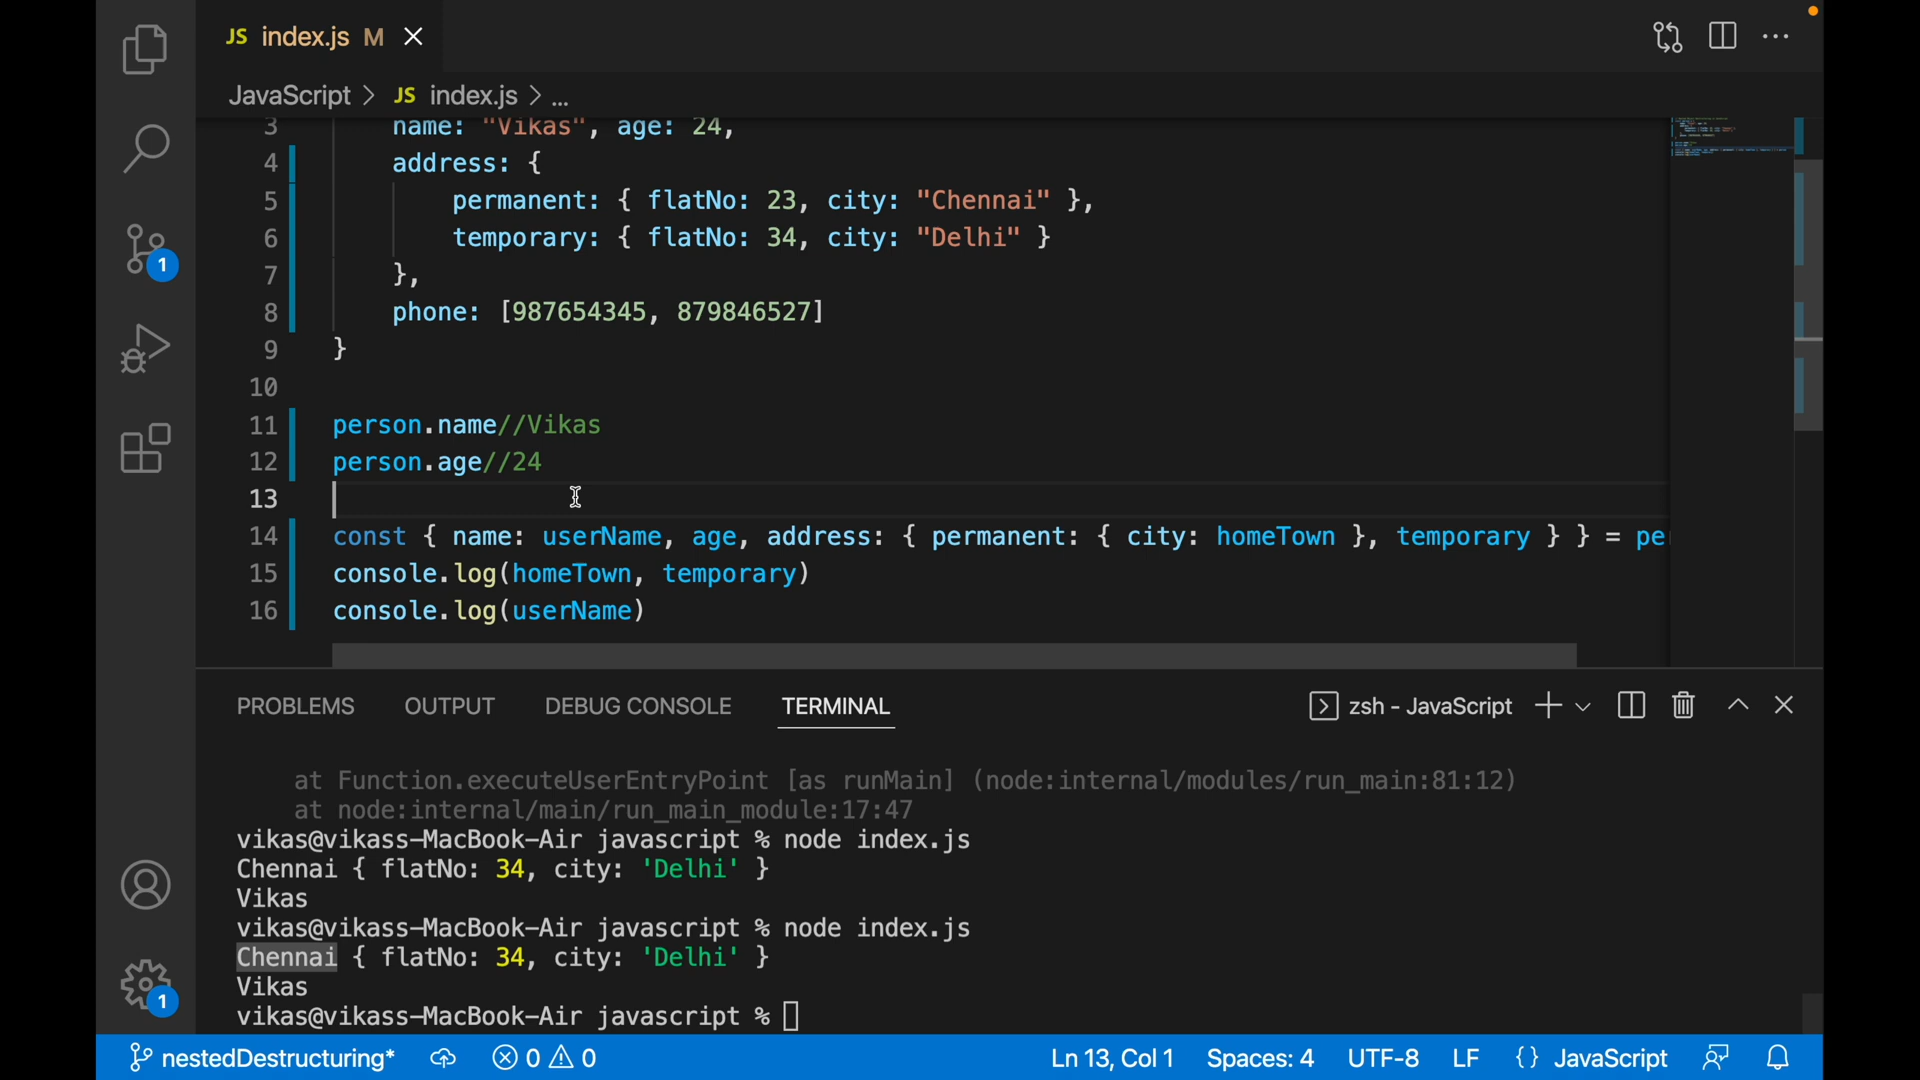 JS index.js M
JavaScript > JS index.js > ...
3 name: "Vikas", age: 24,
4 address: {
5 permanent: { flatNo: 23, city: "Chennai" },
6 temporary: { flatNo: 34, city: "Delhi" }
7 },
8 phone: [987654345, 879846527]
9 }
10
11 person.name//Vikas
12 person.age//24
13
14 const { name: userName, age, address: { permanent: { city: homeTown }, temporary } } = pe
15 console.log(homeTown, temporary)
16 console.log(userName)
PROBLEMS OUTPUT DEBUG CONSOLE TERMINAL zsh - JavaScript
at Function.executeUserEntryPoint [as runMain] (node:internal/modules/run_main:81:12)
at node:internal/main/run_main_module:17:47
vikas@vikass-MacBook-Air javascript % node index.js
Chennai { flatNo: 34, city: 'Delhi' }
Vikas
vikas@vikass-MacBook-Air javascript % node index.js
Chennai { flatNo: 34, city: 'Delhi' }
Vikas
vikas@vikass-MacBook-Air javascript %
1
1
nestedDestructuring* 0 0 Ln 13, Col 1 Spaces: 4 UTF-8 LF {} JavaScript